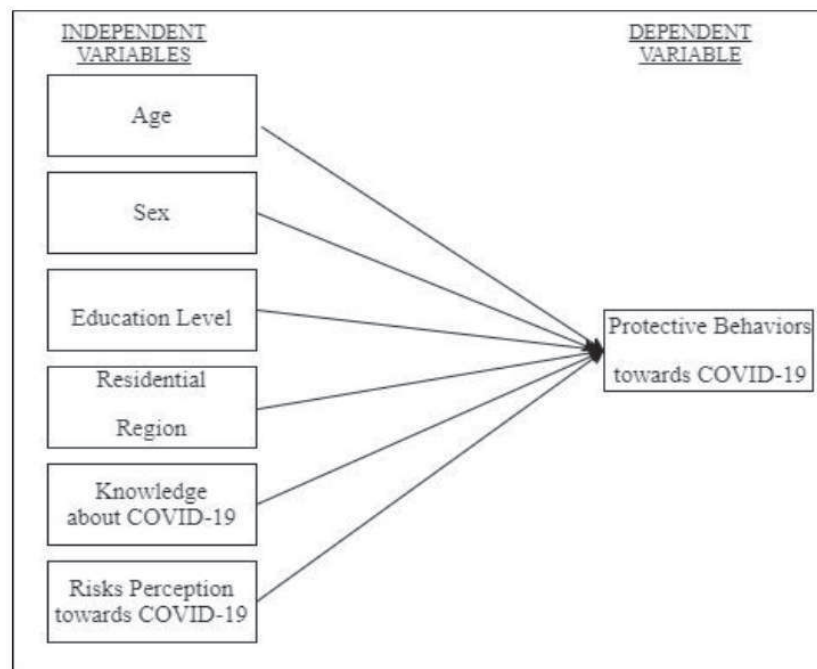 INDEPENDENT
VARIABLES
Age
Sex
Education Level
Residential
Region
Knowledge
about COVID-19
Risks Perception
towards COVID-19
DEPENDENT
VARIABLE
Protective Behaviors
towards COVID-19